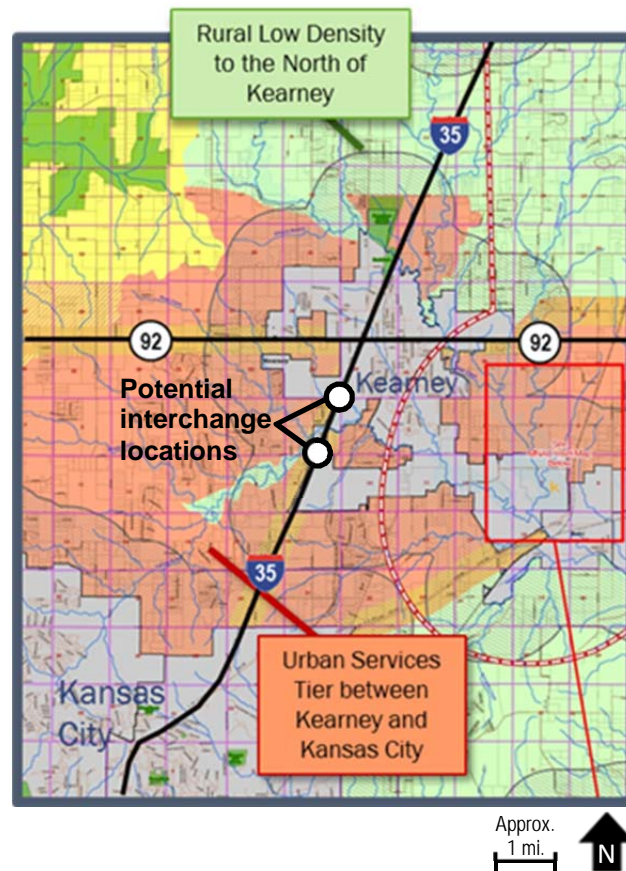 Rural Low Density
to the North of
Kearney
35
92
92
Potential
interchange
locations
Kearney
35
Urban Services
Tier between
Kearney and
Kansas City
Kansas
City
Approx.
1 mi.
N